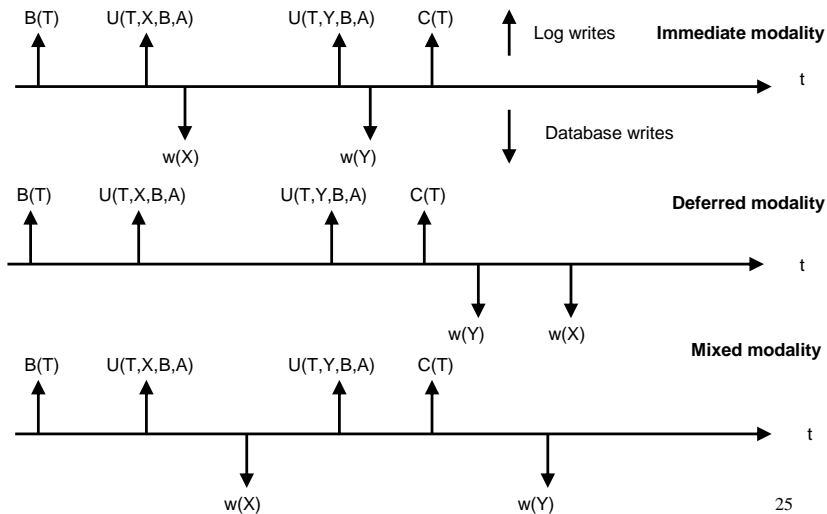 B(T) U(T,X,B,A) U(T,Y,B,A) C(T) Log writes Immediate modality
t
Database writes
w(X) w(Y)
B(T) U(T,X,B,A) U(T,Y,B,A) C(T) Deferred modality
t
w(Y) w(X)
Mixed modality
B(T) U(T,X,B,A) U(T,Y,B,A) C(T)
t
w(X) w(Y) 25